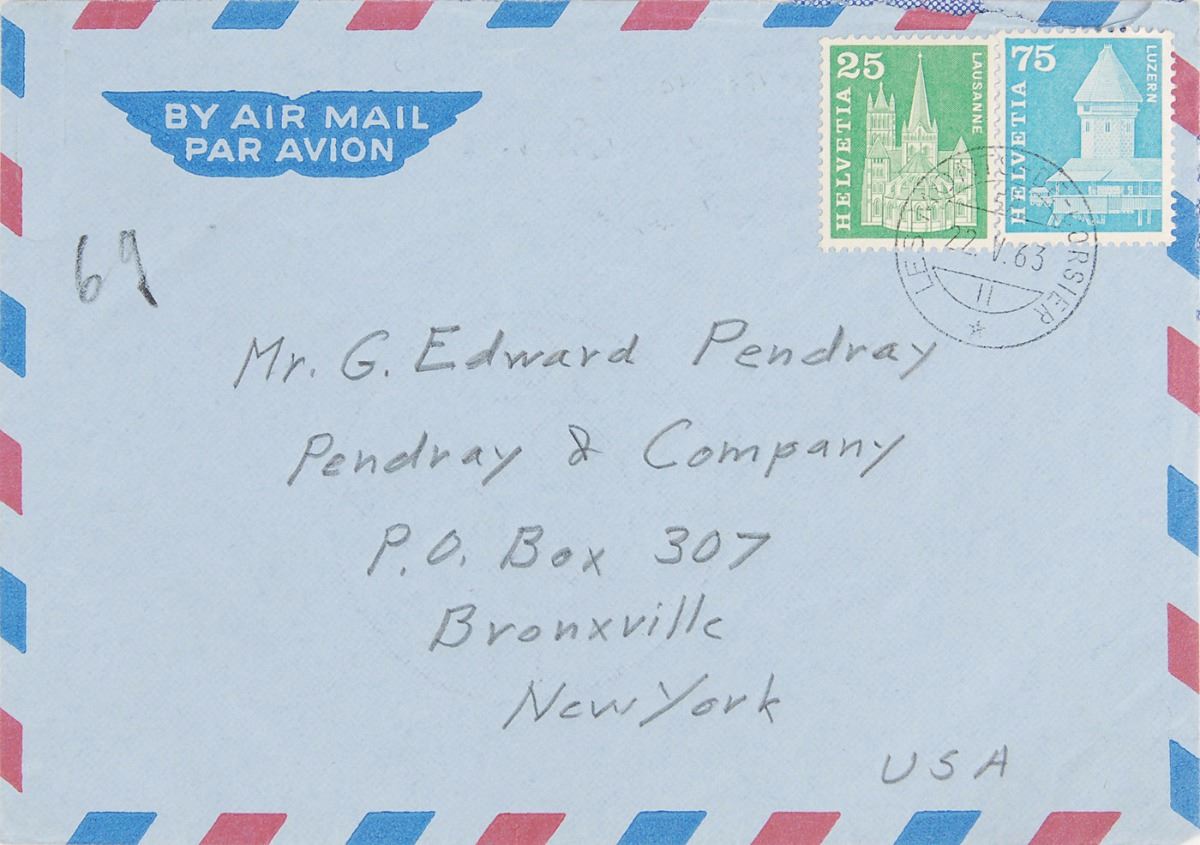 BY AIR MAIL
PAR AVION
25
HELVETIA
LAUSANNE
75
HELVETIA
LUZERN
22.V.63
69
Mr. G. Edward Pendray
Pendray & Company
P.O. Box 307
Bronxville
New York
USA